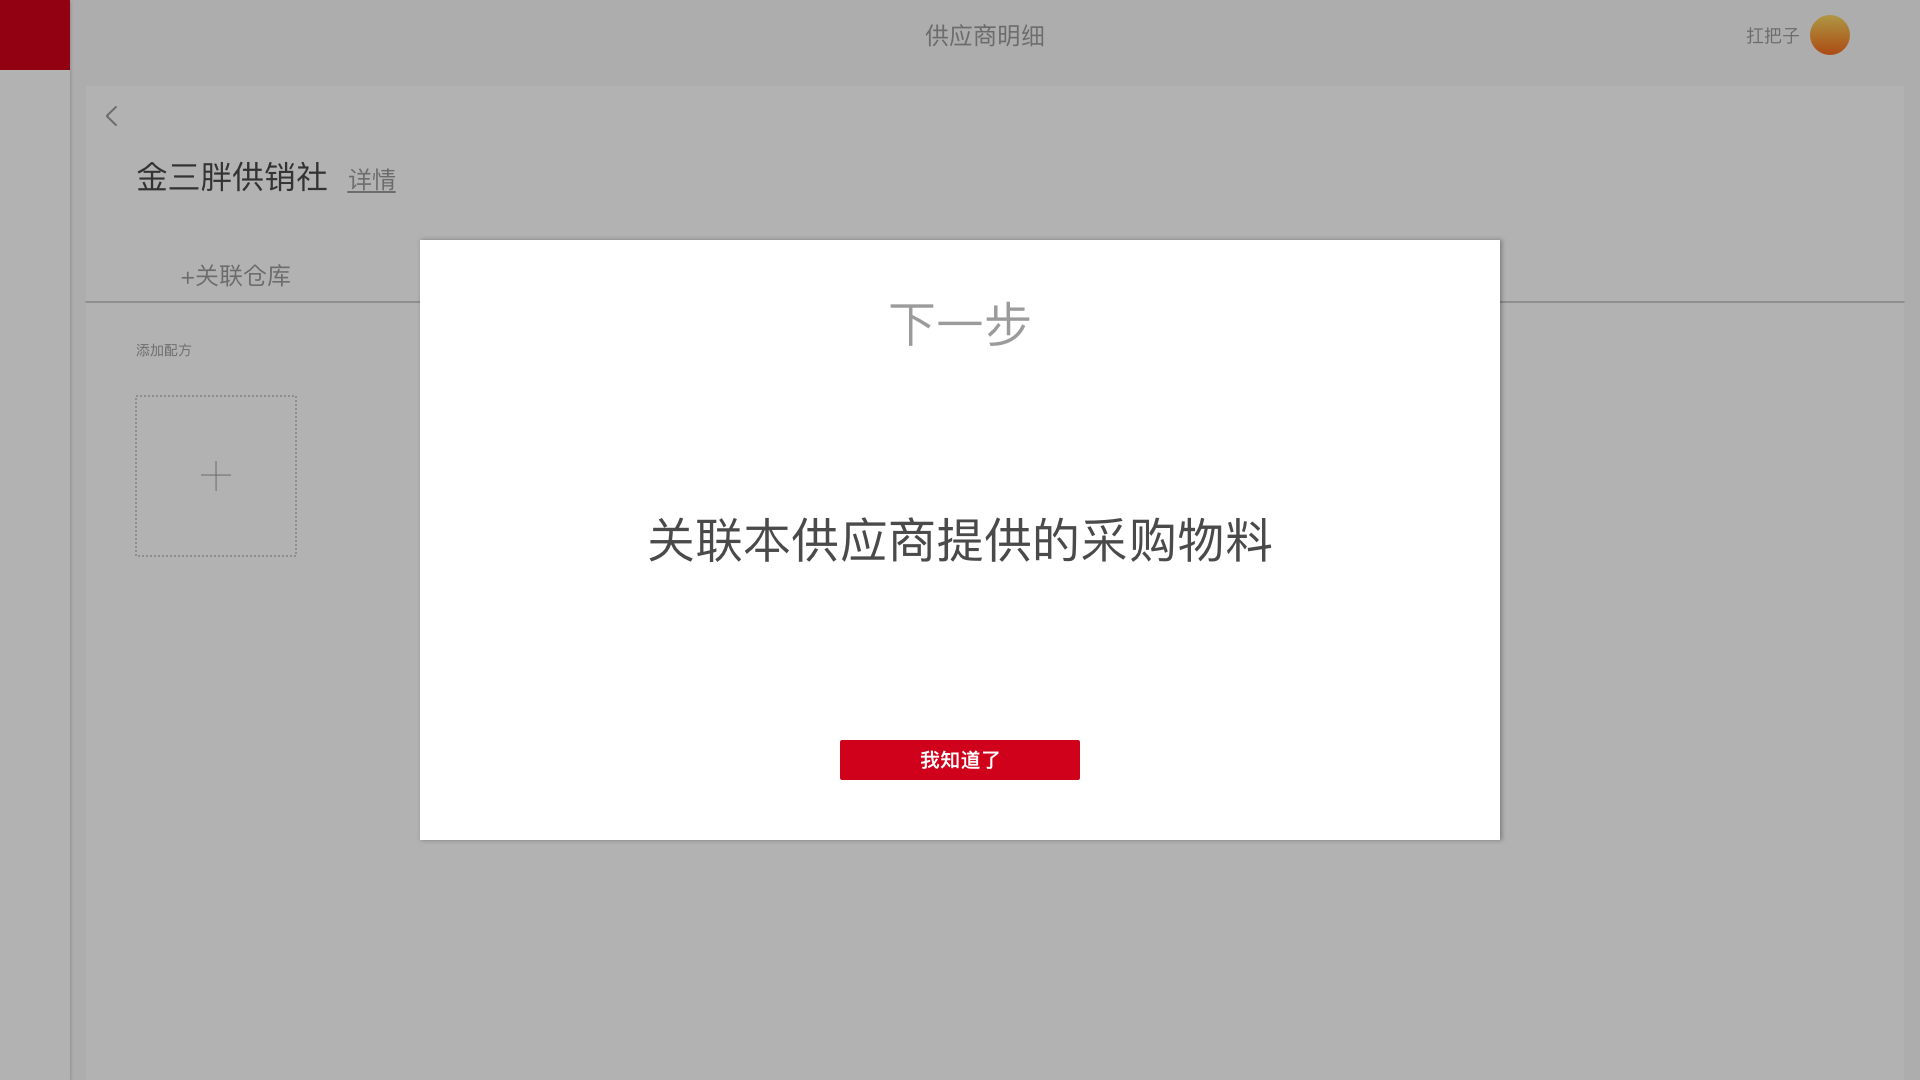 供应商明细
扛把子
金三胖供销社 详情
+关联仓库
添加配方
下一步
关联本供应商提供的采购物料
我知道了